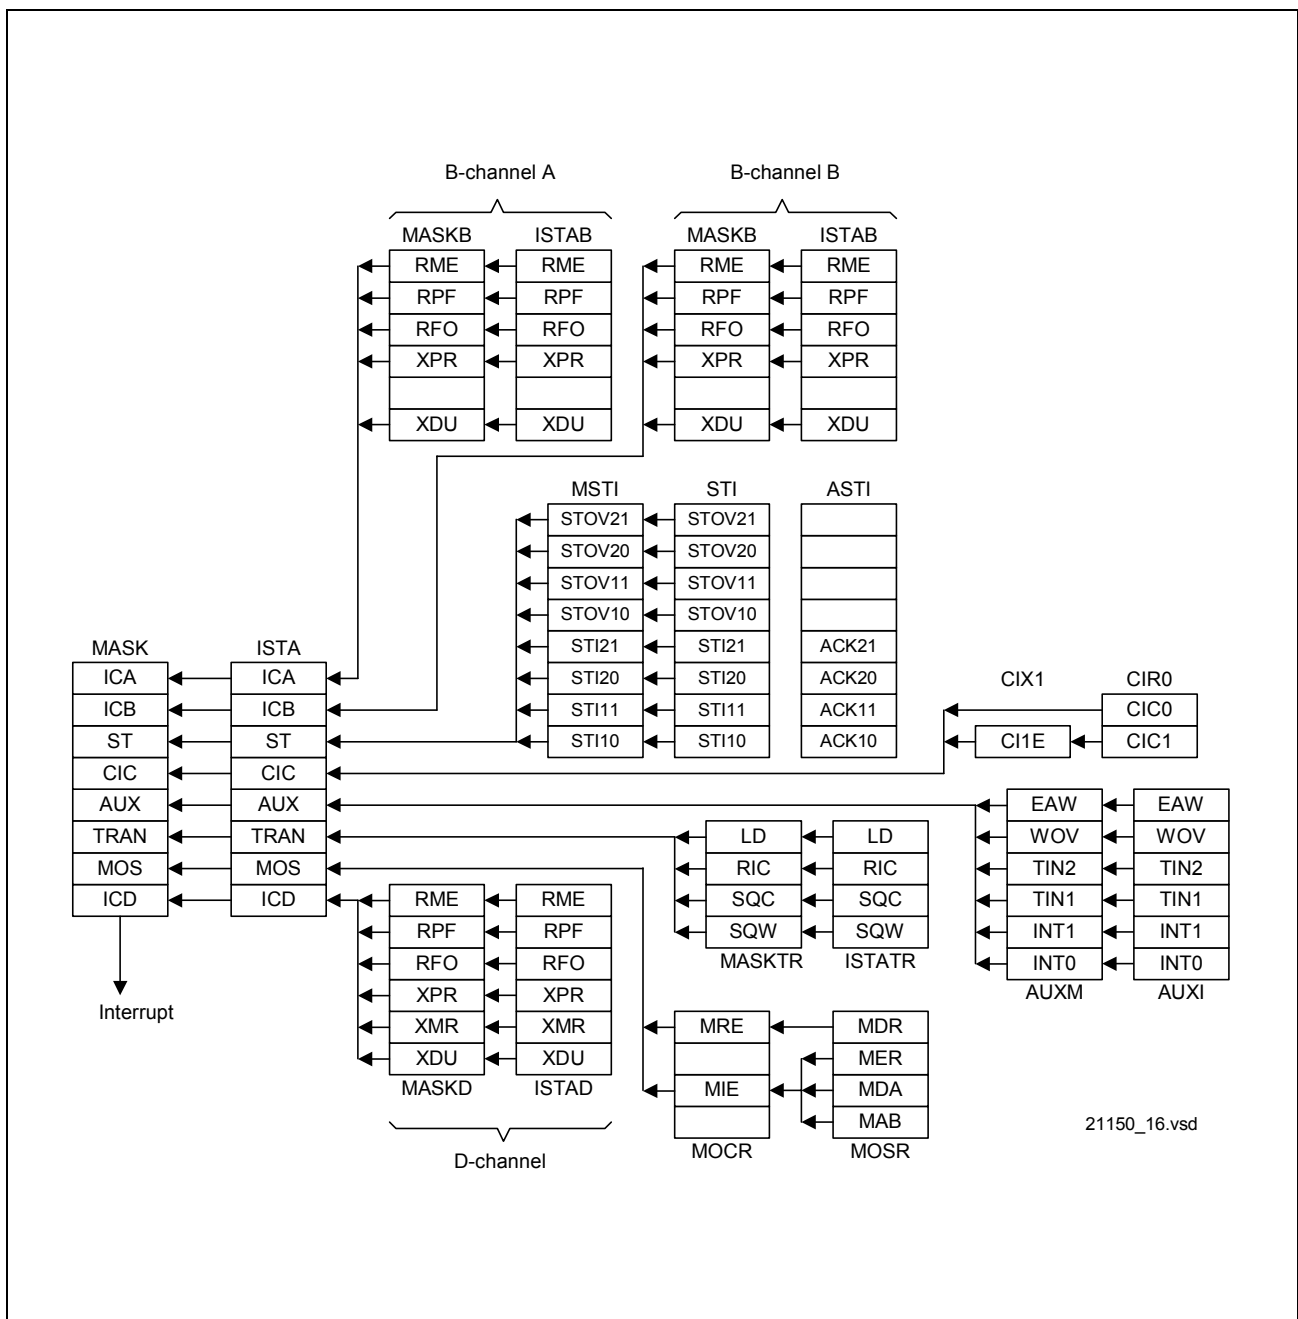 B-channel A B-channel B
MASKB ISTAB MASKB ISTAB
RME RME RME RME
RPF RPF RPF RPF
RFO RFO RFO RFO
XPR XPR XPR XPR
XDU XDU XDU XDU
MSTI STI ASTI
STOV21 STOV21
STOV20 STOV20
STOV11 STOV11
STOV10 STOV10
MASK ISTA STI21 STI21 ACK21
ICA ICA STI20 STI20 ACK20 CIX1 CIR0
ICB ICB STI11 STI11 ACK11 CIC0
ST ST STI10 STI10 ACK10 CI1E CIC1
CIC CIC
AUX AUX EAW EAW
TRAN TRAN LD LD WOV WOV
MOS MOS RIC RIC TIN2 TIN2
ICD ICD RME RME SQC SQC TIN1 TIN1
RPF RPF SQW SQW INT1 INT1
RFO RFO MASKTR ISTATR INT0 INT0
XPR XPR AUXM AUXI
Interrupt
XMR XMR MRE MDR
XDU XDU MER
MASKD ISTAD MIE MDA
MAB 21150_16.vsd
MOCR MOSR
D-channel